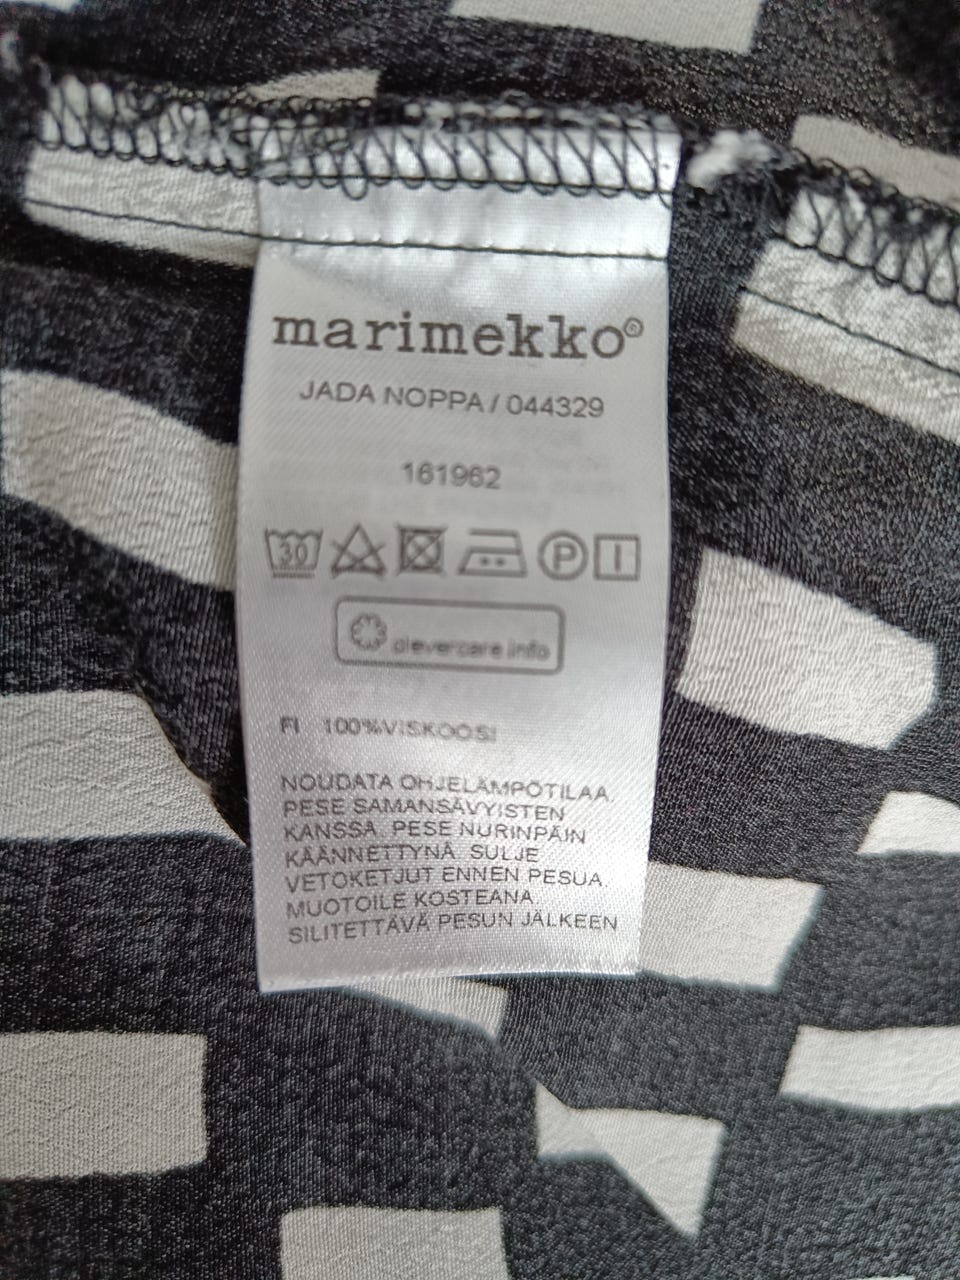 marimekko®
JADA NOPPA / 044329
161962
30 P I
clevercare.info
FI 100%VISKOOSI
NOUDATA OHJELÄMPÖTILAA.
PESE SAMANSÄVYISTEN
KANSSA. PESE NURINPÄIN
KÄÄNNETTYNÄ. SULJE
VETOKETJUT ENNEN PESUA.
MUOTOILE KOSTEANA.
SILITETTÄVÄ PESUN JÄLKEEN